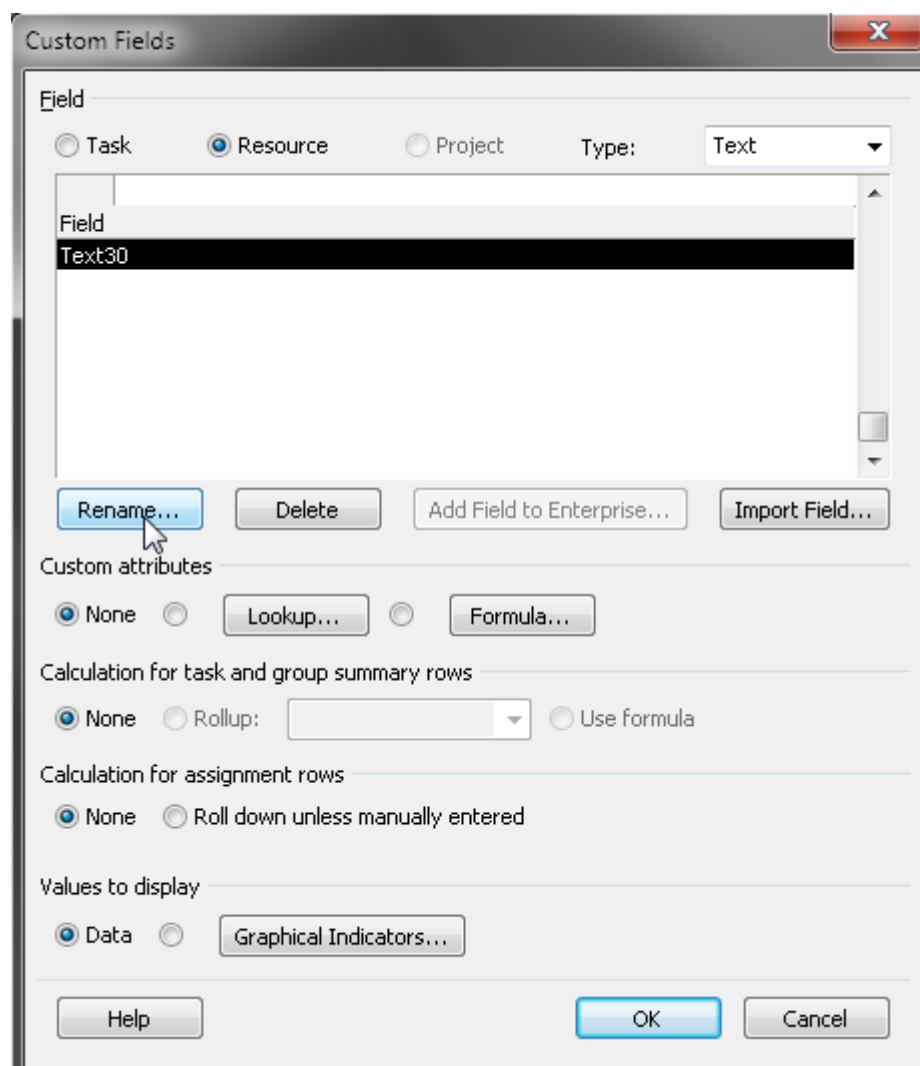 Custom Fields
Field
Task Resource Project Type: Text
Field
Text30
Rename... Delete Add Field to Enterprise... Import Field...
Custom attributes
None Lookup... Formula...
Calculation for task and group summary rows
None Rollup: Use formula
Calculation for assignment rows
None Roll down unless manually entered
Values to display
Data Graphical Indicators...
Help OK Cancel